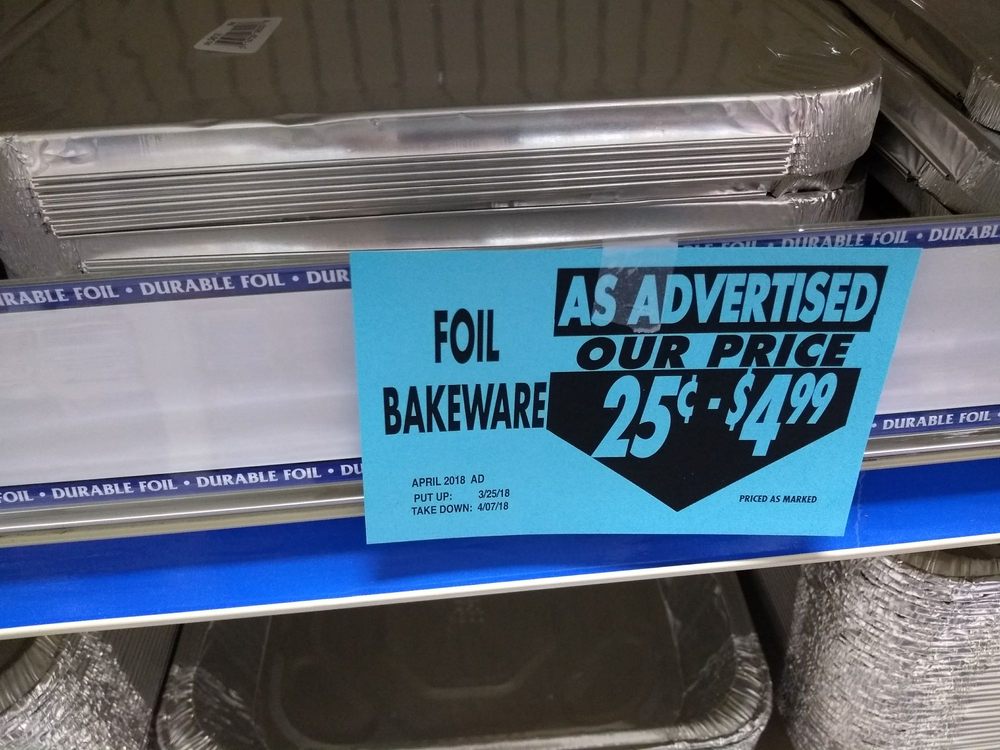 URABLE FOIL • DURABLE FOIL • DUR
FOIL • DURABLE FOIL • DURABL
AS ADVERTISED
OUR PRICE
25¢ - $4.99
FOIL
BAKEWARE
APRIL 2018 AD
PUT UP: 3/25/18
TAKE DOWN: 4/07/18
PRICED AS MARKED
• DURABLE FOIL •
FOIL • DURABLE FOIL • DURABLE FOIL • DU